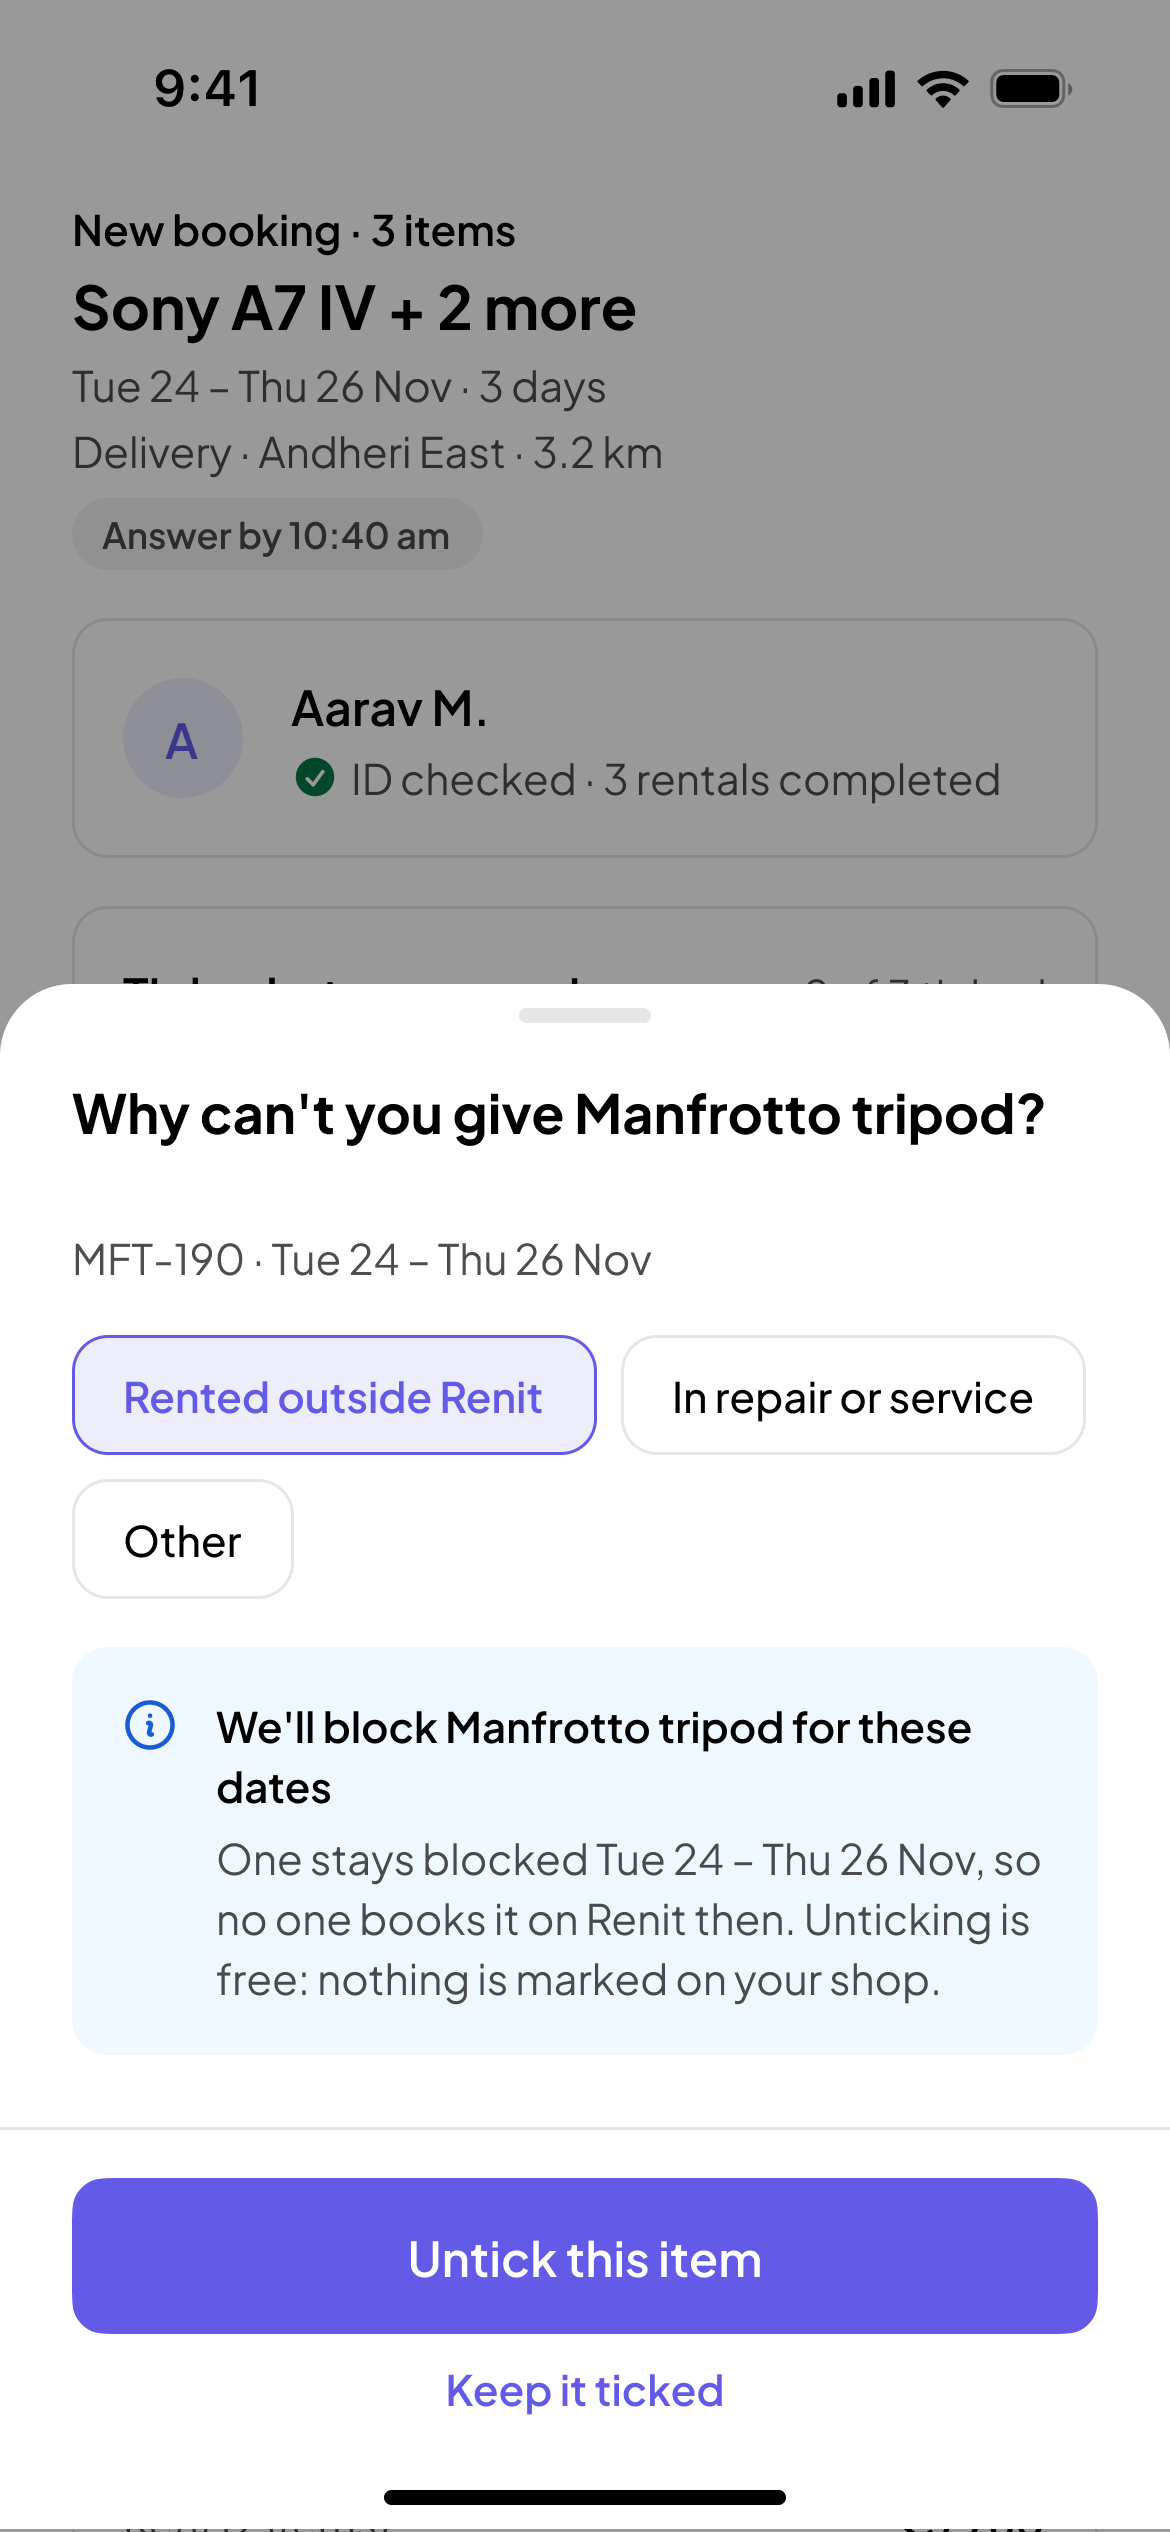 9:41
New booking · 3 items
Sony A7 IV + 2 more
Tue 24 – Thu 26 Nov · 3 days
Delivery · Andheri East · 3.2 km
Answer by 10:40 am
A
Aarav M.
ID checked · 3 rentals completed
Why can't you give Manfrotto tripod?
MFT-190 · Tue 24 – Thu 26 Nov
Rented outside Renit
In repair or service
Other
We'll block Manfrotto tripod for these
dates
One stays blocked Tue 24 – Thu 26 Nov, so
no one books it on Renit then. Unticking is
free: nothing is marked on your shop.
Untick this item
Keep it ticked